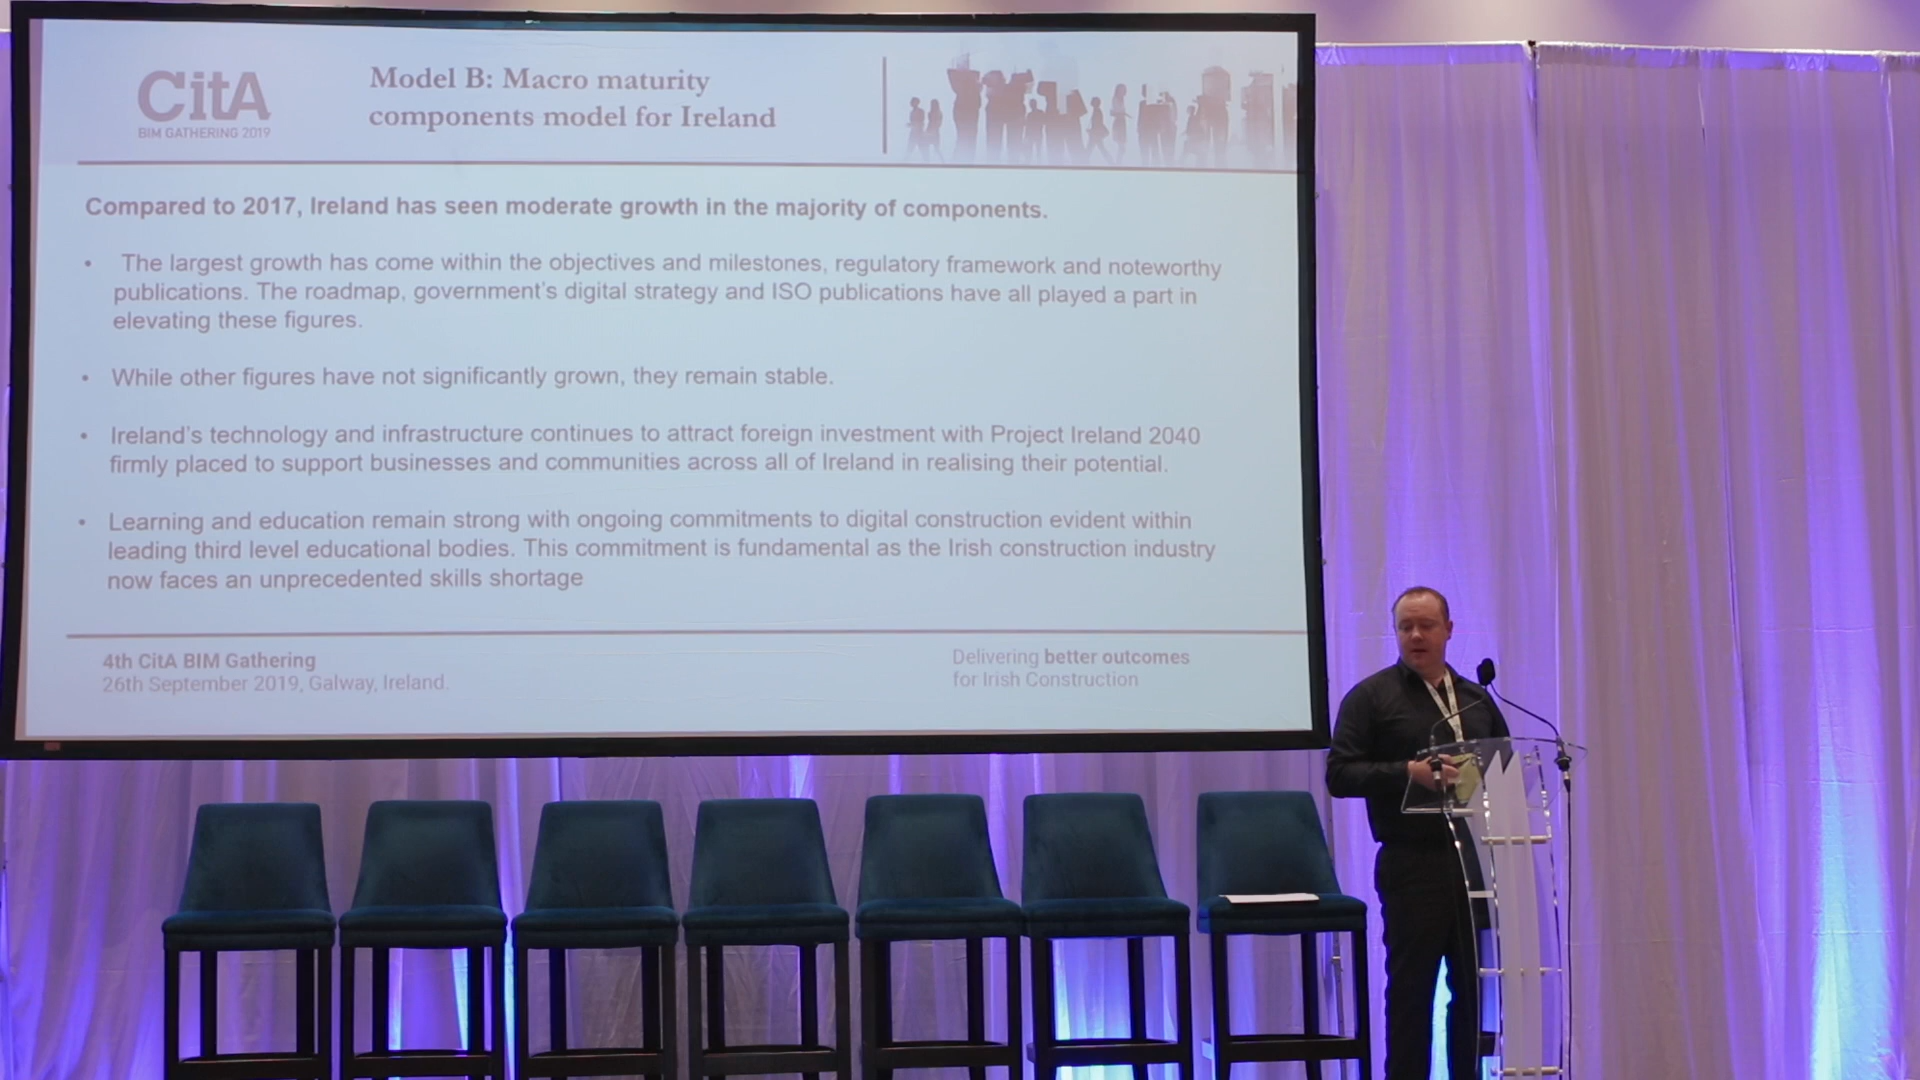 CitA
BIM GATHERING 2019
Model B: Macro maturity
components model for Ireland
Compared to 2017, Ireland has seen moderate growth in the majority of components.
• The largest growth has come within the objectives and milestones, regulatory framework and noteworthy
publications. The roadmap, government's digital strategy and ISO publications have all played a part in
elevating these figures.
• While other figures have not significantly grown, they remain stable.
• Ireland's technology and infrastructure continues to attract foreign investment with Project Ireland 2040
firmly placed to support businesses and communities across all of Ireland in realising their potential.
• Learning and education remain strong with ongoing commitments to digital construction evident within
leading third level educational bodies. This commitment is fundamental as the Irish construction industry
now faces an unprecedented skills shortage
4th CitA BIM Gathering
26th September 2019, Galway, Ireland.
Delivering better outcomes
for Irish Construction